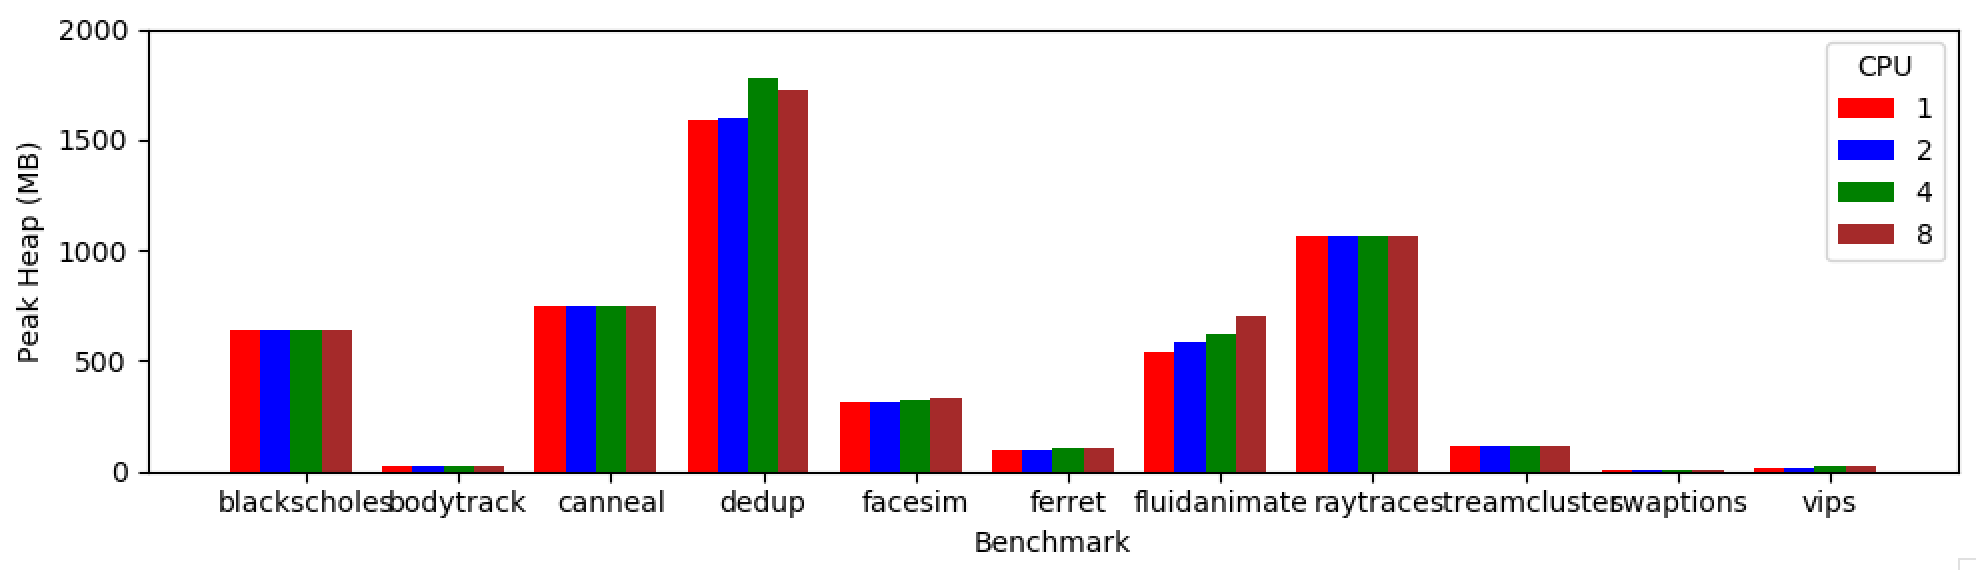 2000
1500
1000
500
0
Peak Heap (MB)
CPU
1
2
4
8
blackscholes bodytrack canneal dedup facesim ferret fluidanimate raytrace streamcluster swaptions vips
Benchmark